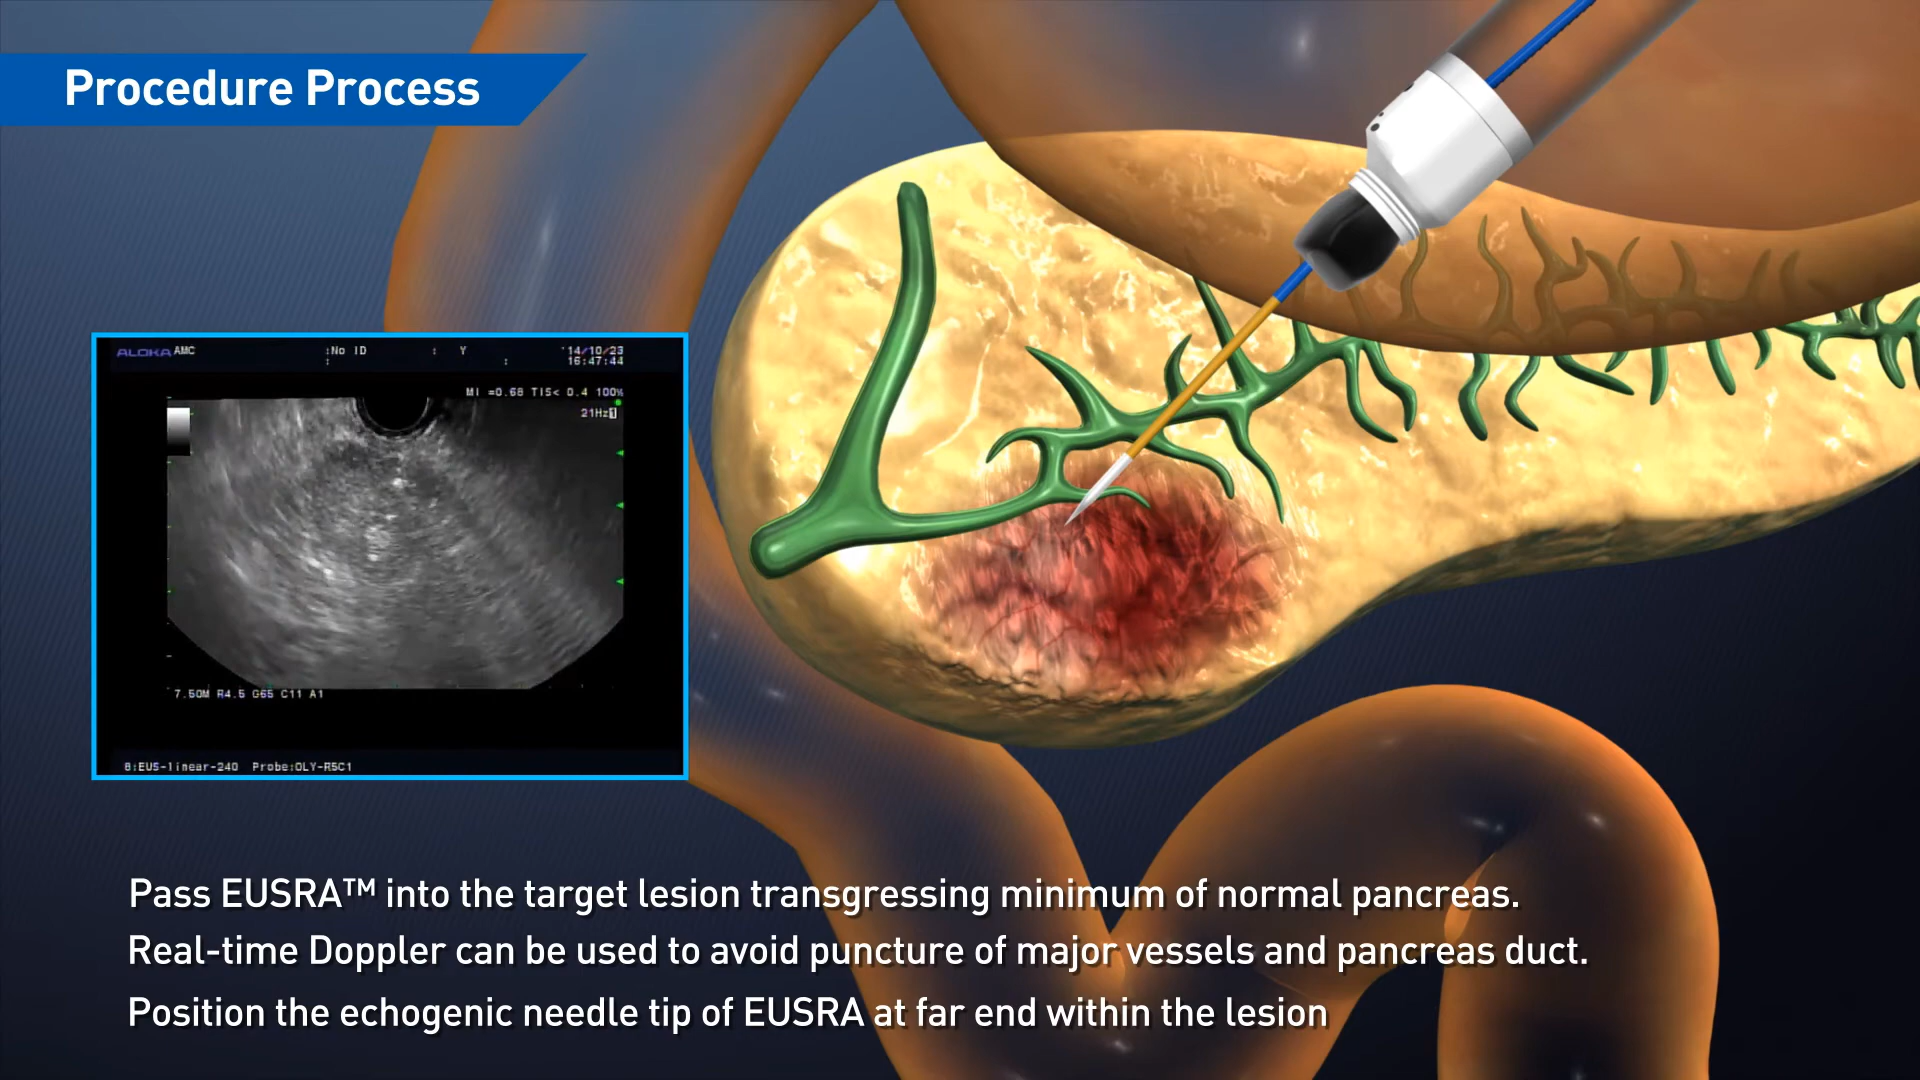 Procedure Process
ALOKA AMC :No ID : Y '14/10/23
: : 16:47:44
MI =0.68 TIS< 0.4 100%
21Hz 1
7.50M R4.5 G65 C11 A1
8:EUS-linear-240 Probe:OLY-R5C1
Pass EUSRA™ into the target lesion transgressing minimum of normal pancreas.
Real-time Doppler can be used to avoid puncture of major vessels and pancreas duct.
Position the echogenic needle tip of EUSRA at far end within the lesion